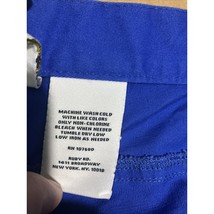 MACHINE WASH COLD
WITH LIKE COLORS
ONLY NON-CHLORINE
BLEACH WHEN NEEDED
TUMBLE DRY LOW
LOW IRON AS NEEDED
RN 107600
RUBY RD.
1411 BROADWAY
NEW YORK, NY. 10018